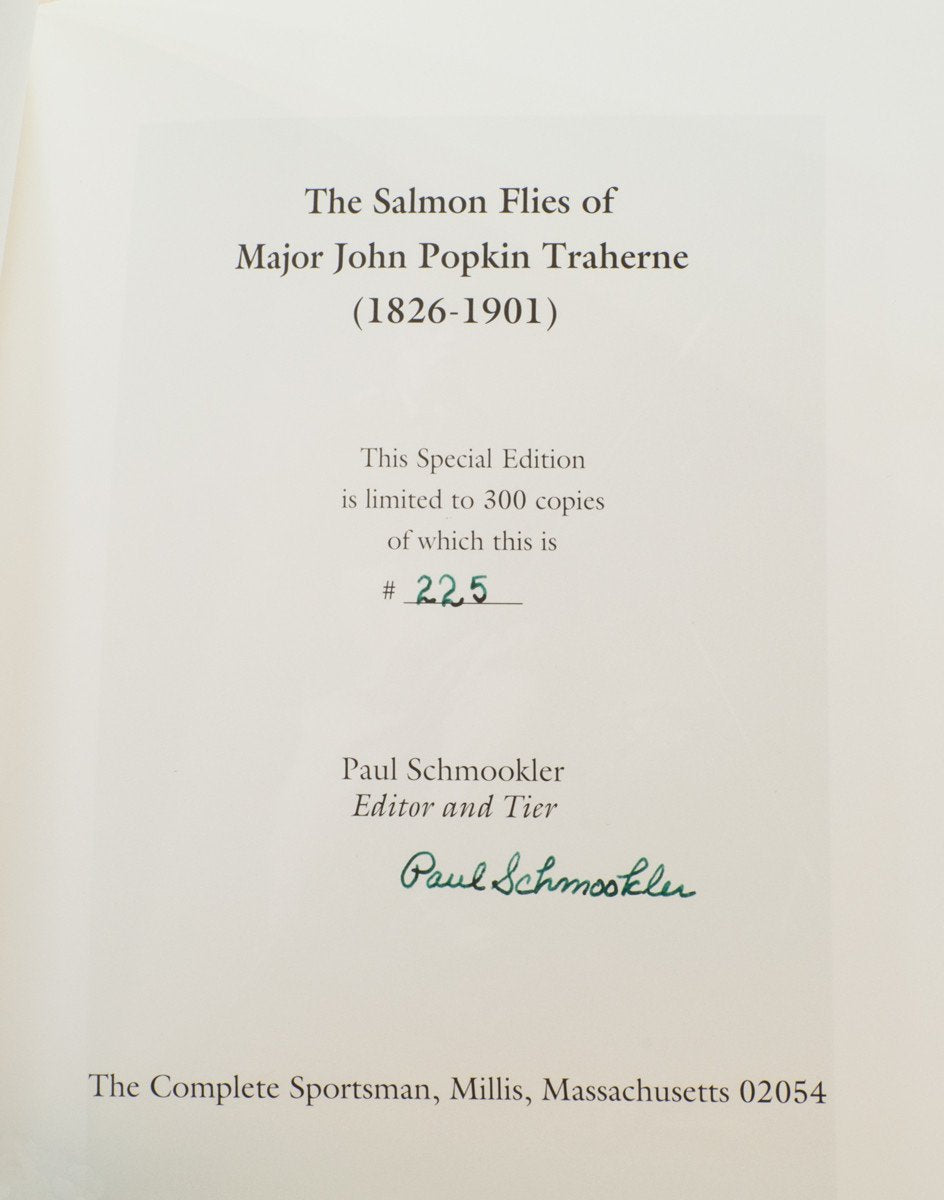 The Salmon Flies of
Major John Popkin Traherne
(1826-1901)
This Special Edition
is limited to 300 copies
of which this is
# 225
Paul Schmookler
Editor and Tier
Paul Schmookler
The Complete Sportsman, Millis, Massachusetts 02054